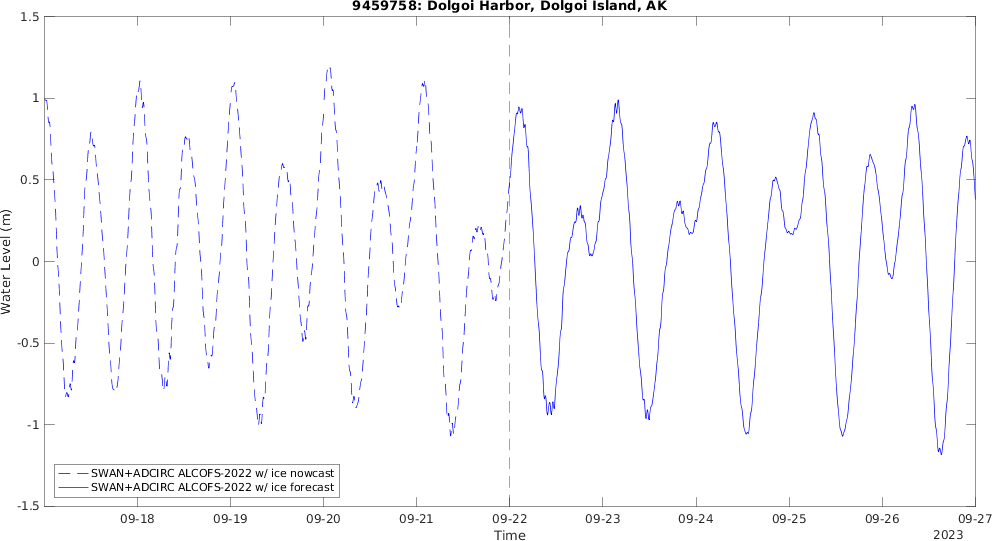 9459758: Dolgoi Harbor, Dolgoi Island, AK
1.5
1
0.5
0
-0.5
-1
-1.5
Water Level (m)
SWAN+ADCIRC ALCOFS-2022 w/ ice nowcast
SWAN+ADCIRC ALCOFS-2022 w/ ice forecast
09-18 09-19 09-20 09-21 09-22 09-23 09-24 09-25 09-26 09-27
Time
2023